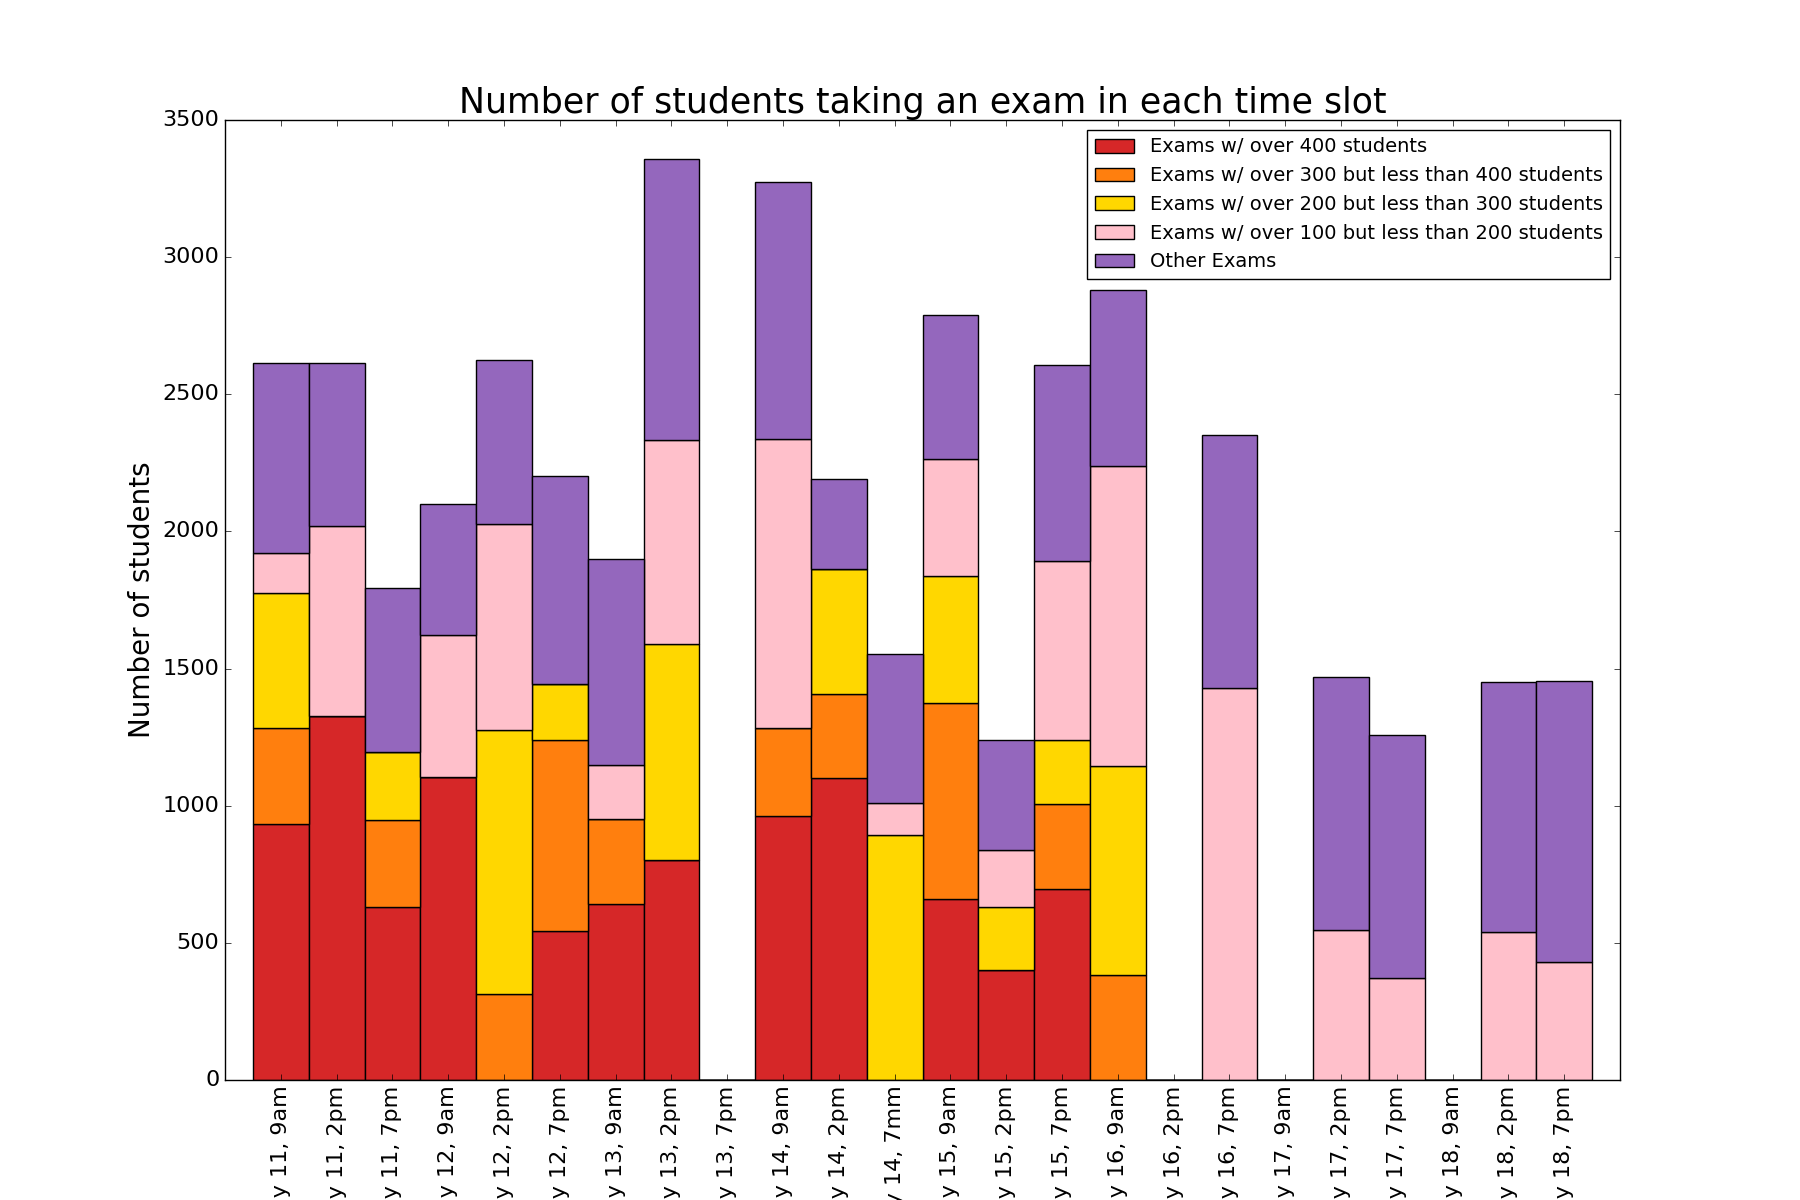 Number of students taking an exam in each time slot
Exams w/ over 400 students
Exams w/ over 300 but less than 400 students
Exams w/ over 200 but less than 300 students
Exams w/ over 100 but less than 200 students
Other Exams
Number of students
3500
3000
2500
2000
1500
1000
500
0
y 11, 9am
y 11, 2pm
y 11, 7pm
y 12, 9am
y 12, 2pm
y 12, 7pm
y 13, 9am
y 13, 2pm
y 13, 7pm
y 14, 9am
y 14, 2pm
y 14, 7mm
y 15, 9am
y 15, 2pm
y 15, 7pm
y 16, 9am
y 16, 2pm
y 16, 7pm
y 17, 9am
y 17, 2pm
y 17, 7pm
y 18, 9am
y 18, 2pm
y 18, 7pm